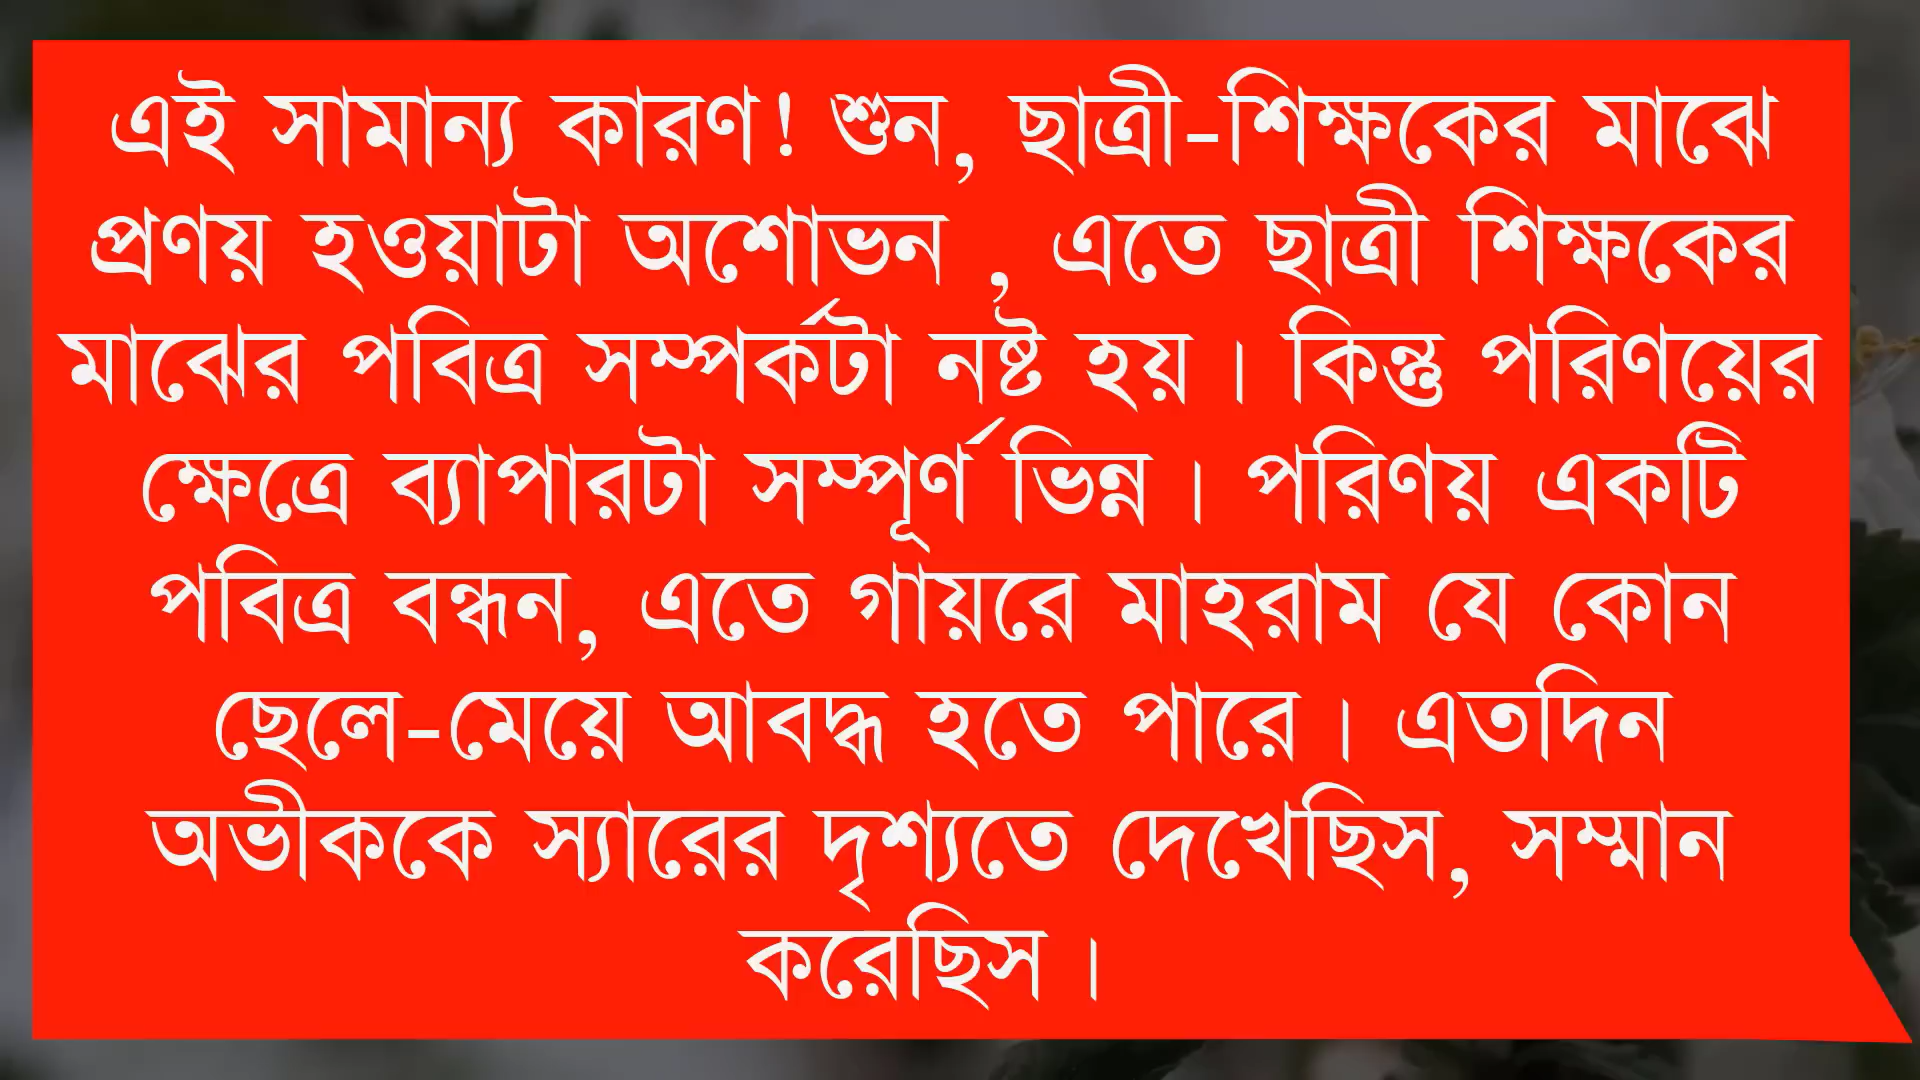 এই সামান্য কারণ! শুন, ছাত্রী-শিক্ষকের মাঝে
প্রণয় হওয়াটা অশোভন , এতে ছাত্রী শিক্ষকের
মাঝের পবিত্র সম্পর্কটা নষ্ট হয় । কিন্তু পরিণয়ের
ক্ষেত্রে ব্যাপারটা সম্পূর্ণ ভিন্ন । পরিণয় একটি
পবিত্র বন্ধন, এতে গায়রে মাহরাম যে কোন
ছেলে-মেয়ে আবদ্ধ হতে পারে । এতদিন
অভীককে স্যারের দৃশ্যতে দেখেছিস, সম্মান
করেছিস ।